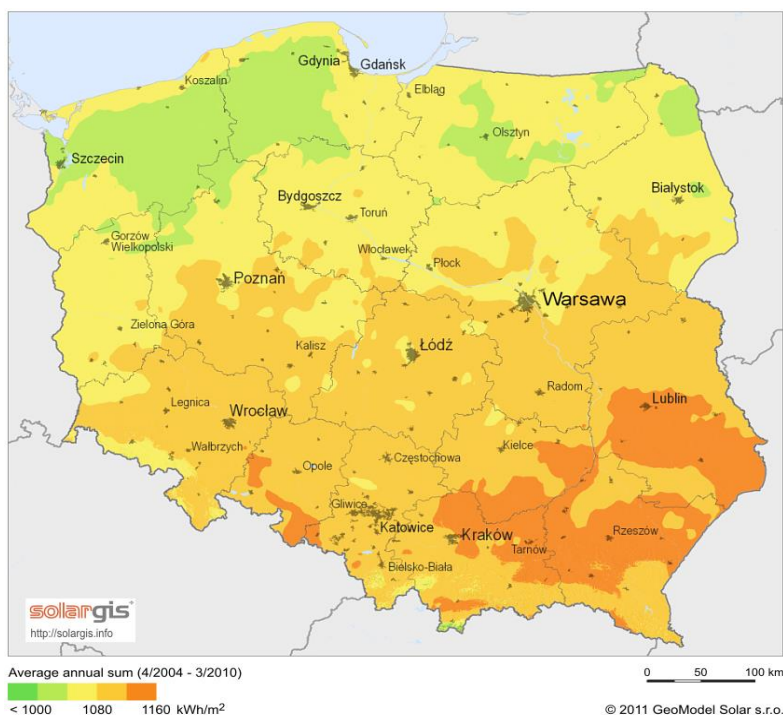 Gdynia
Gdańsk
Koszalin
Elbląg
Olsztyn
Szczecin
Białystok
Bydgoszcz
Toruń
Gorzów
Wielkopolski
Włocławek
Płock
Poznań
Warsawa
Zielona Góra
Kalisz
Łódź
Legnica
Wrocław
Radom
Lublin
Wałbrzych
Kielce
Opole
Częstochowa
Gliwice
Katowice
Kraków
Rzeszów
Tarnów
Bielsko-Biała
solargis
http://solargis.info
Average annual sum (4/2004 - 3/2010)
0 50 100 km
< 1000 1080 1160 kWh/m²
© 2011 GeoModel Solar s.r.o.